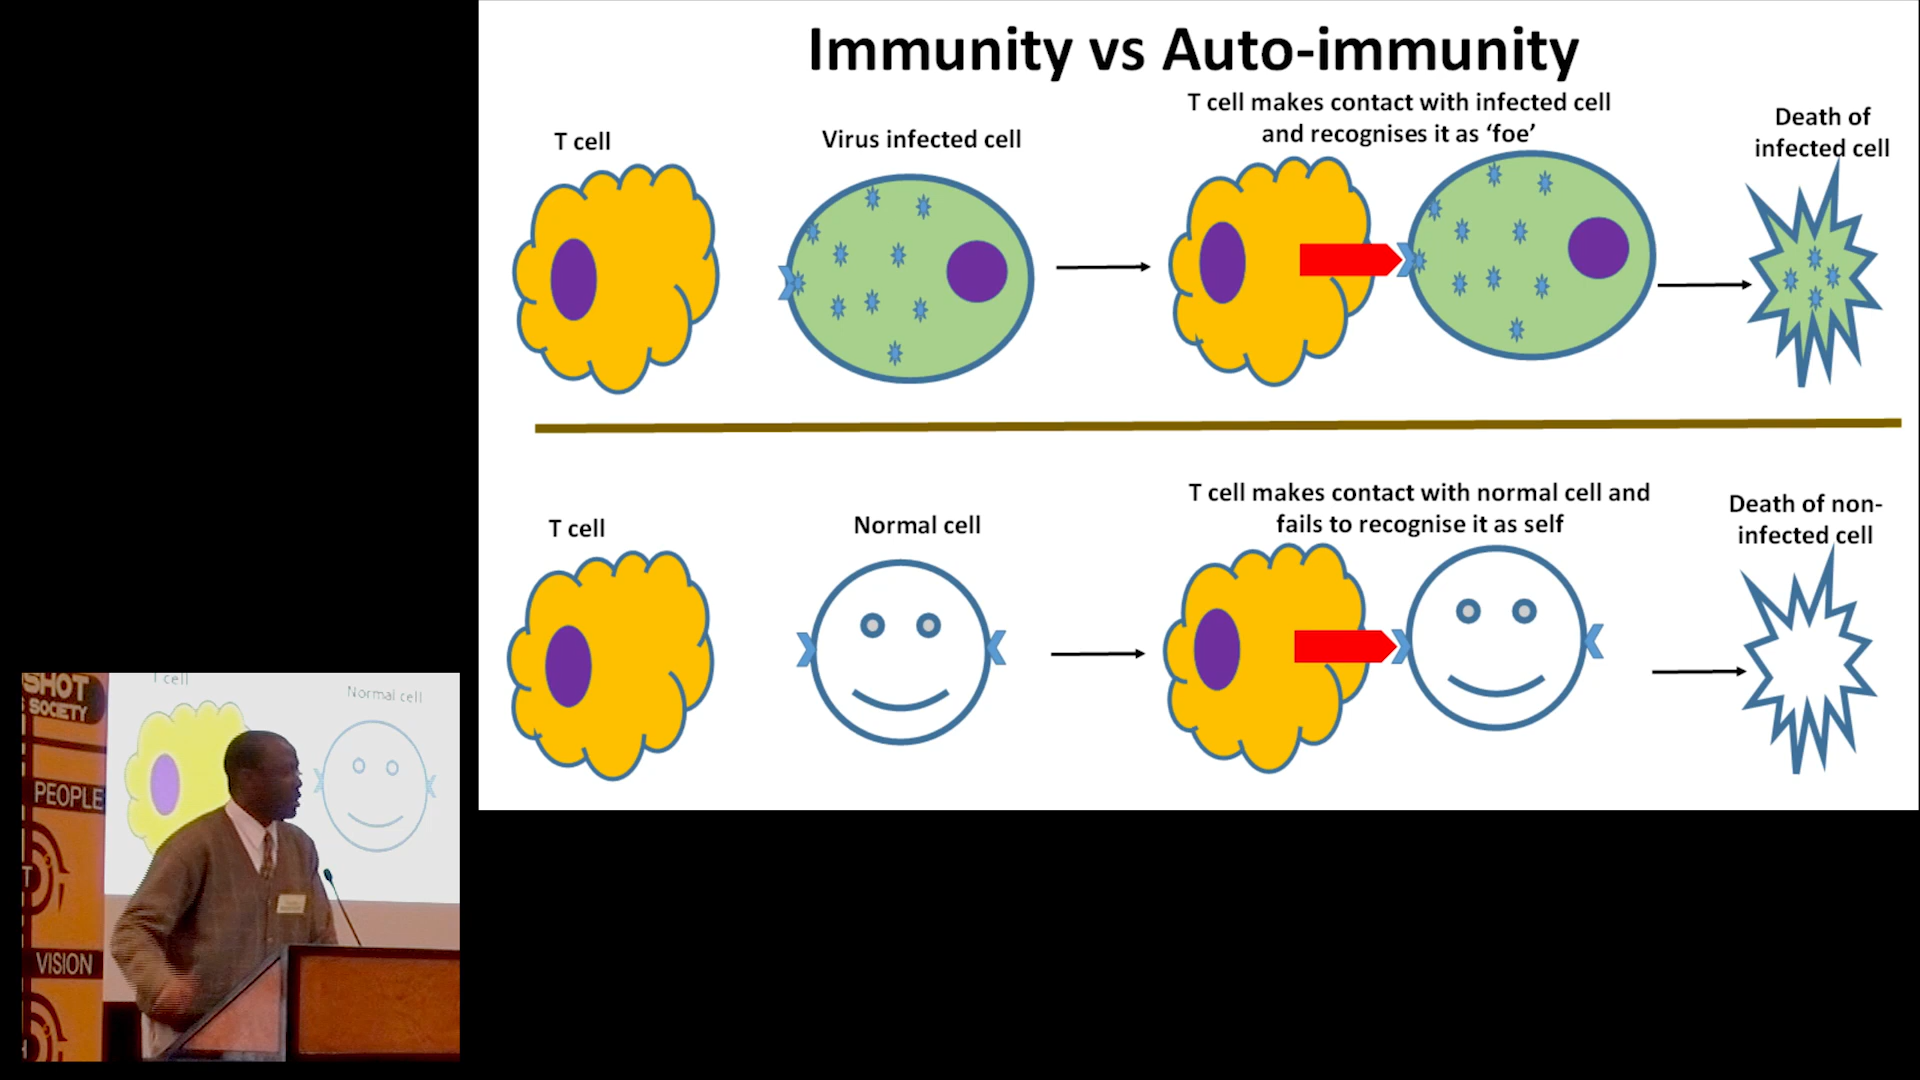 Immunity vs Auto-immunity
T cell
Virus infected cell
T cell makes contact with infected cell
and recognises it as ‘foe’
Death of
infected cell
T cell
Normal cell
T cell makes contact with normal cell and
fails to recognise it as self
Death of non-
infected cell
SHOT
SOCIETY
PEOPLE
VISION
T cell
Normal cell